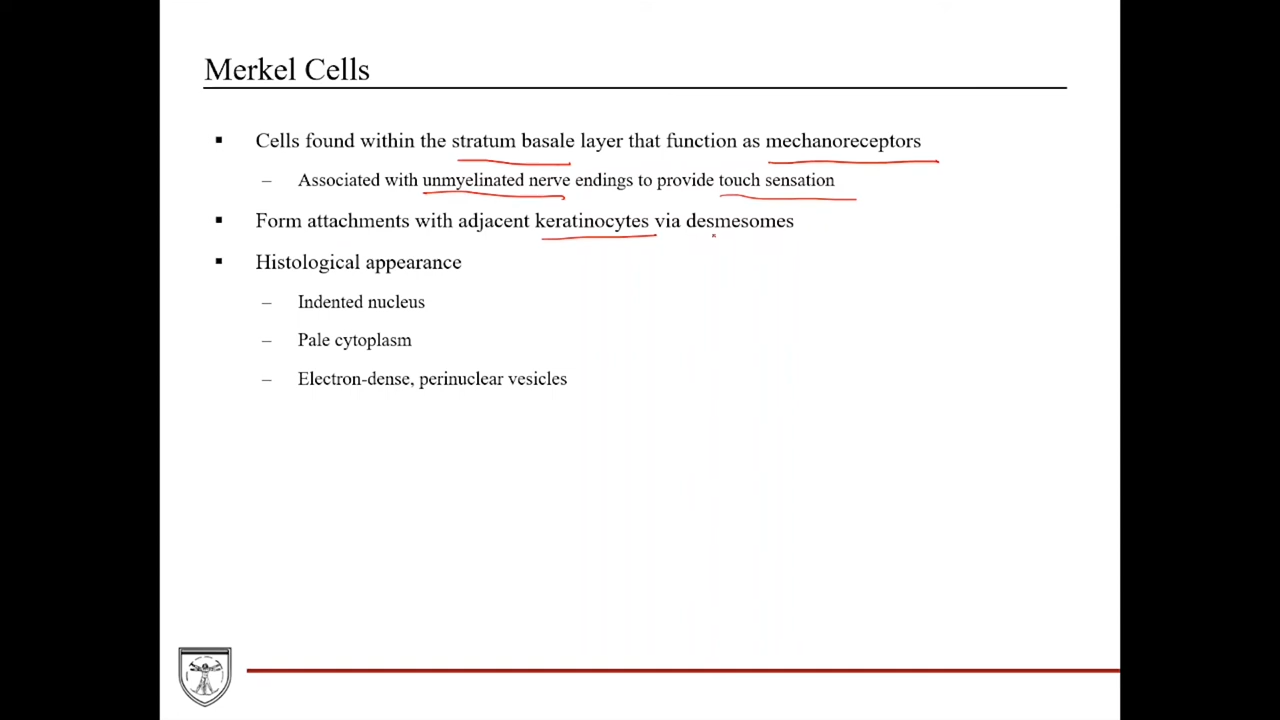 Merkel Cells
▪ Cells found within the stratum basale layer that function as mechanoreceptors
– Associated with unmyelinated nerve endings to provide touch sensation
▪ Form attachments with adjacent keratinocytes via desmesomes
▪ Histological appearance
– Indented nucleus
– Pale cytoplasm
– Electron-dense, perinuclear vesicles